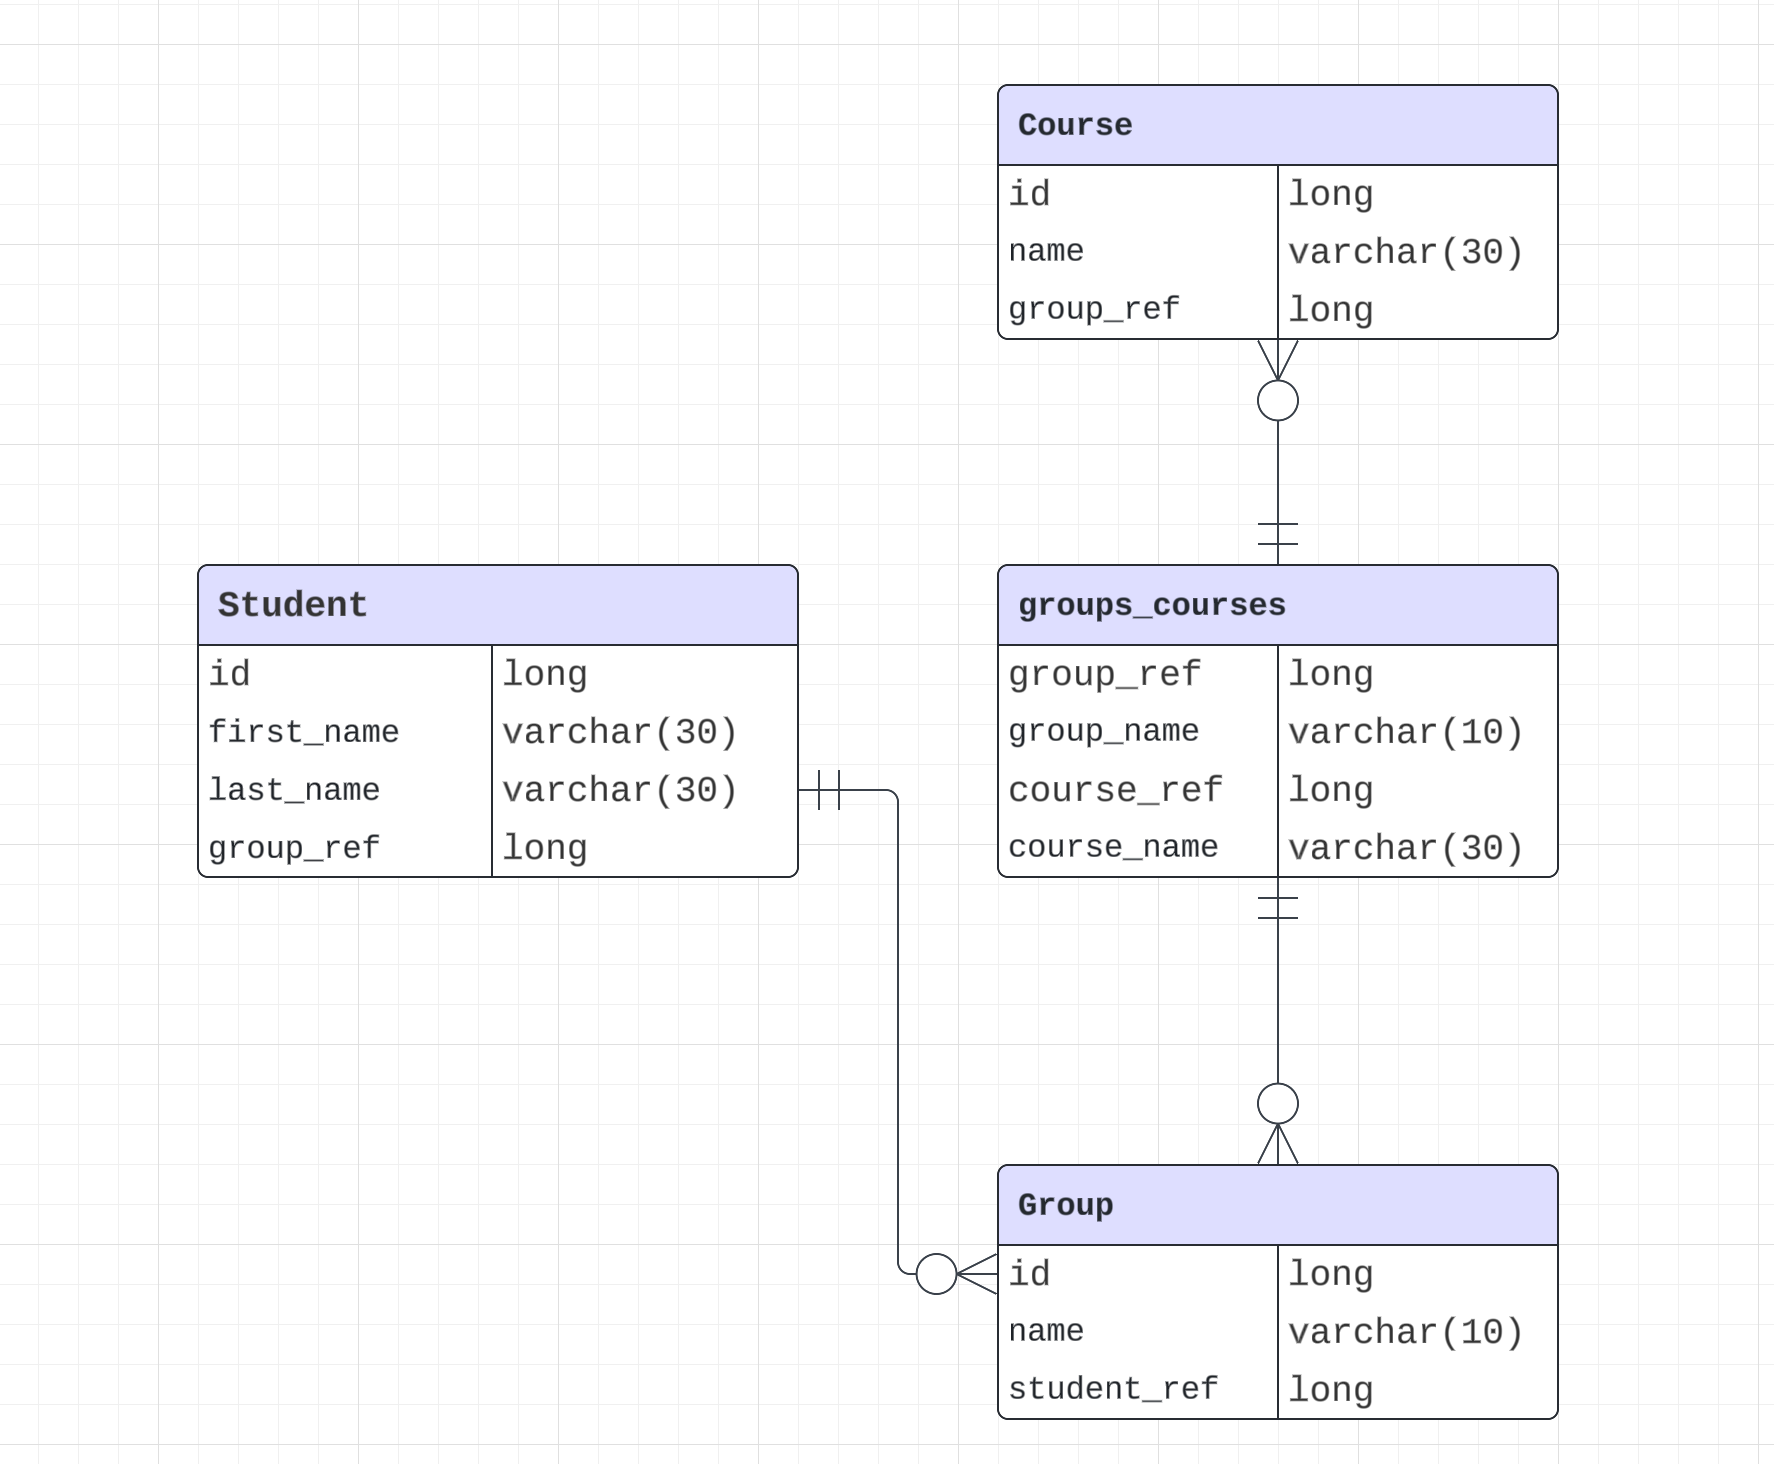 Course
id long
name varchar(30)
group_ref long
Student
id long
first_name varchar(30)
last_name varchar(30)
group_ref long
groups_courses
group_ref long
group_name varchar(10)
course_ref long
course_name varchar(30)
Group
id long
name varchar(10)
student_ref long